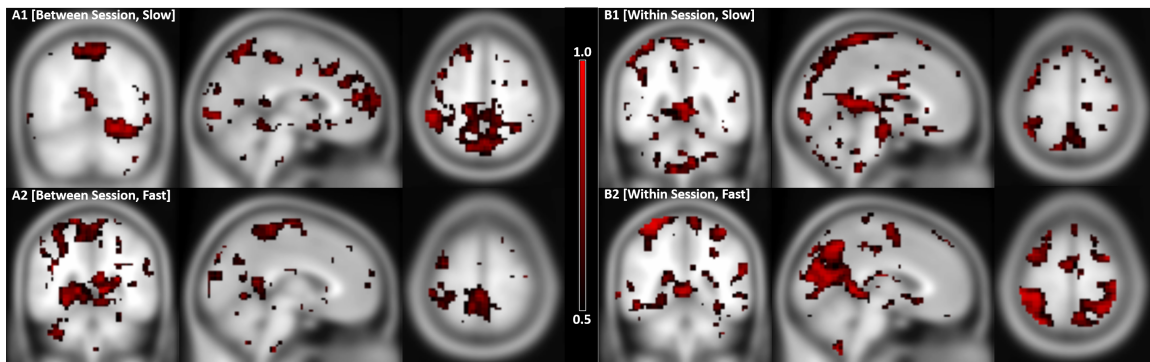 A1 [Between Session, Slow]
B1 [Within Session, Slow]
1.0
A2 [Between Session, Fast]
B2 [Within Session, Fast]
0.5